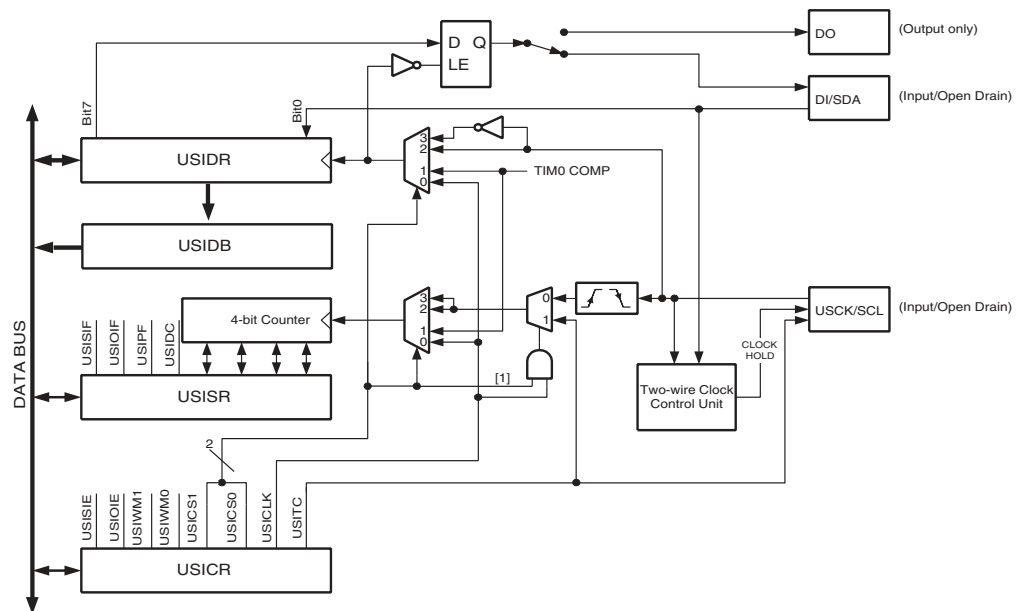 DO
(Output only)
D Q
LE
DI/SDA
(Input/Open Drain)
Bit7
Bit0
USIDR
3
2
1
0
TIM0 COMP
USIDB
DATA BUS
4-bit Counter
USISIF
USIOIF
USIPF
USIDC
USISR
3
2
1
0
0
1
[1]
USCK/SCL
(Input/Open Drain)
CLOCK
HOLD
Two-wire Clock
Control Unit
2
USISIE
USIOIE
USIWM1
USIWM0
USICS1
USICS0
USICLK
USITC
USICR